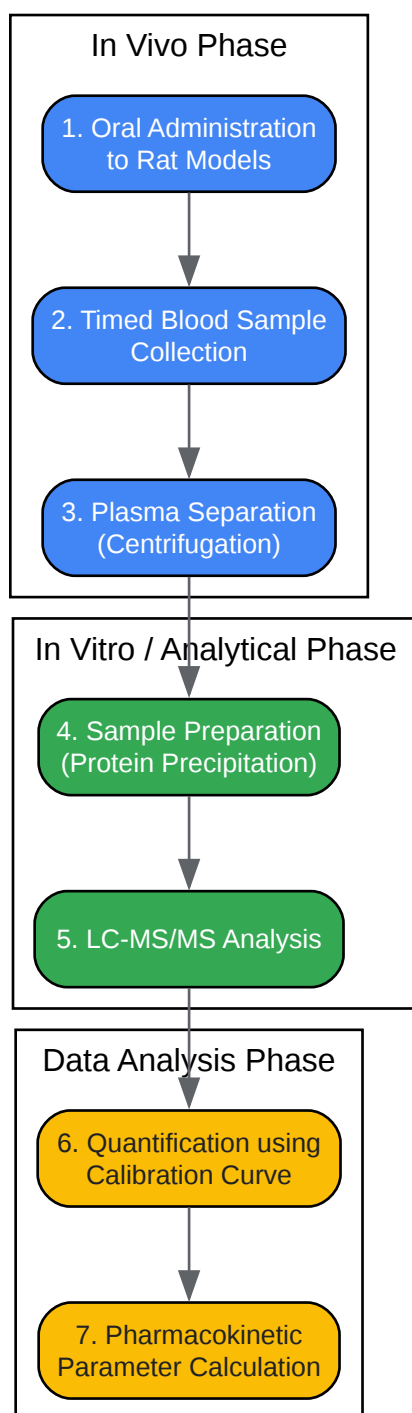 In Vivo Phase
1. Oral Administration
to Rat Models
2. Timed Blood Sample
Collection
3. Plasma Separation
(Centrifugation)
In Vitro / Analytical Phase
4. Sample Preparation
(Protein Precipitation)
5. LC-MS/MS Analysis
Data Analysis Phase
6. Quantification using
Calibration Curve
7. Pharmacokinetic
Parameter Calculation